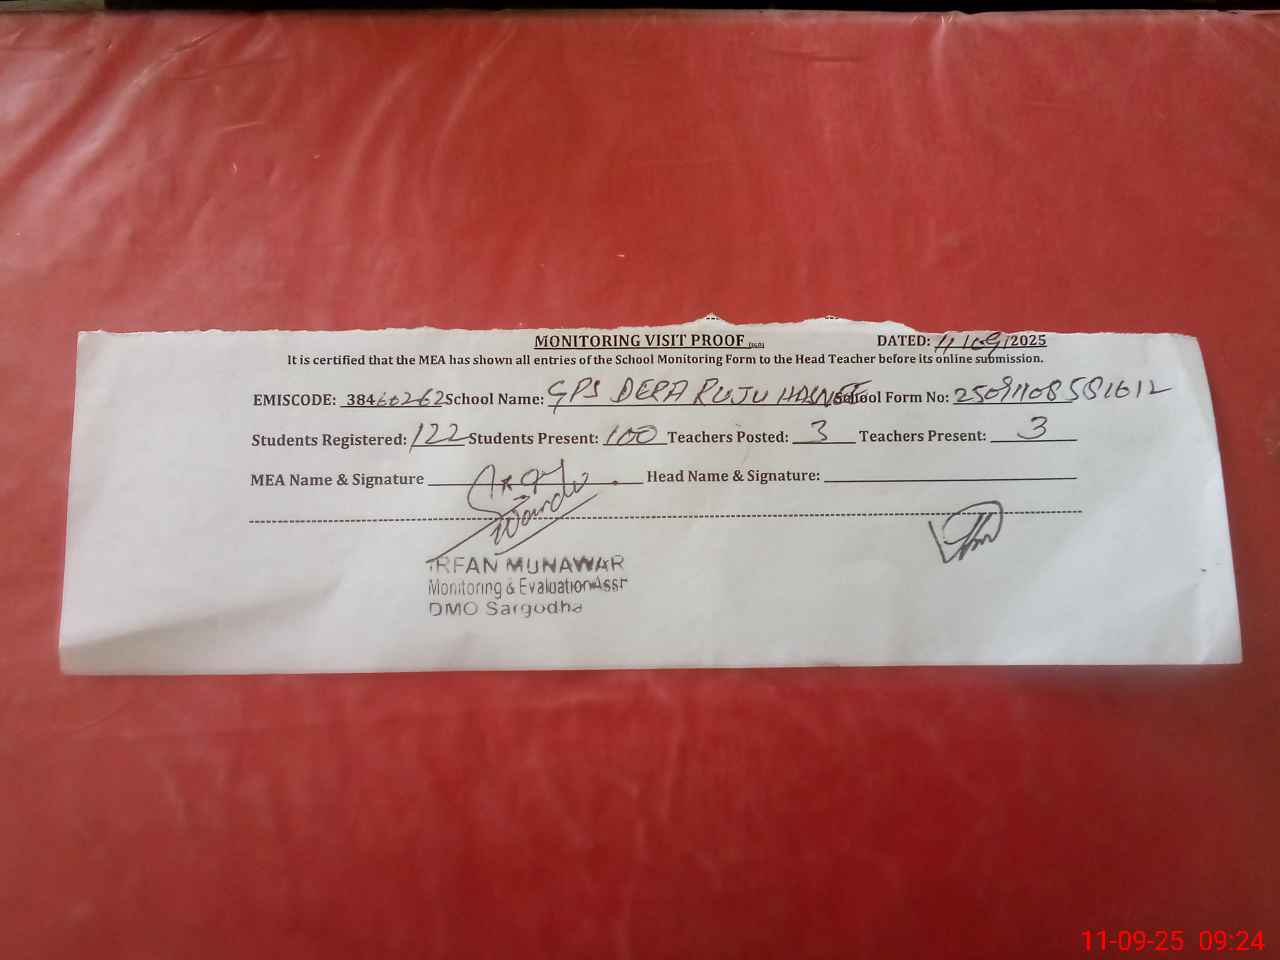 MONITORING VISIT PROOF DATED: 11/09/2025
It is certified that the MEA has shown all entries of the School Monitoring Form to the Head Teacher before its online submission.
EMISCODE: 38460262 School Name: GPS DERA RUJU School Form No: 25091108581612
Students Registered: 122 Students Present: 100 Teachers Posted: 3 Teachers Present: 3
MEA Name & Signature Head Name & Signature:
IRFAN MUNAWAR
Monitoring & Evaluation Asst
DMO Sargodha
11-09-25 09:24